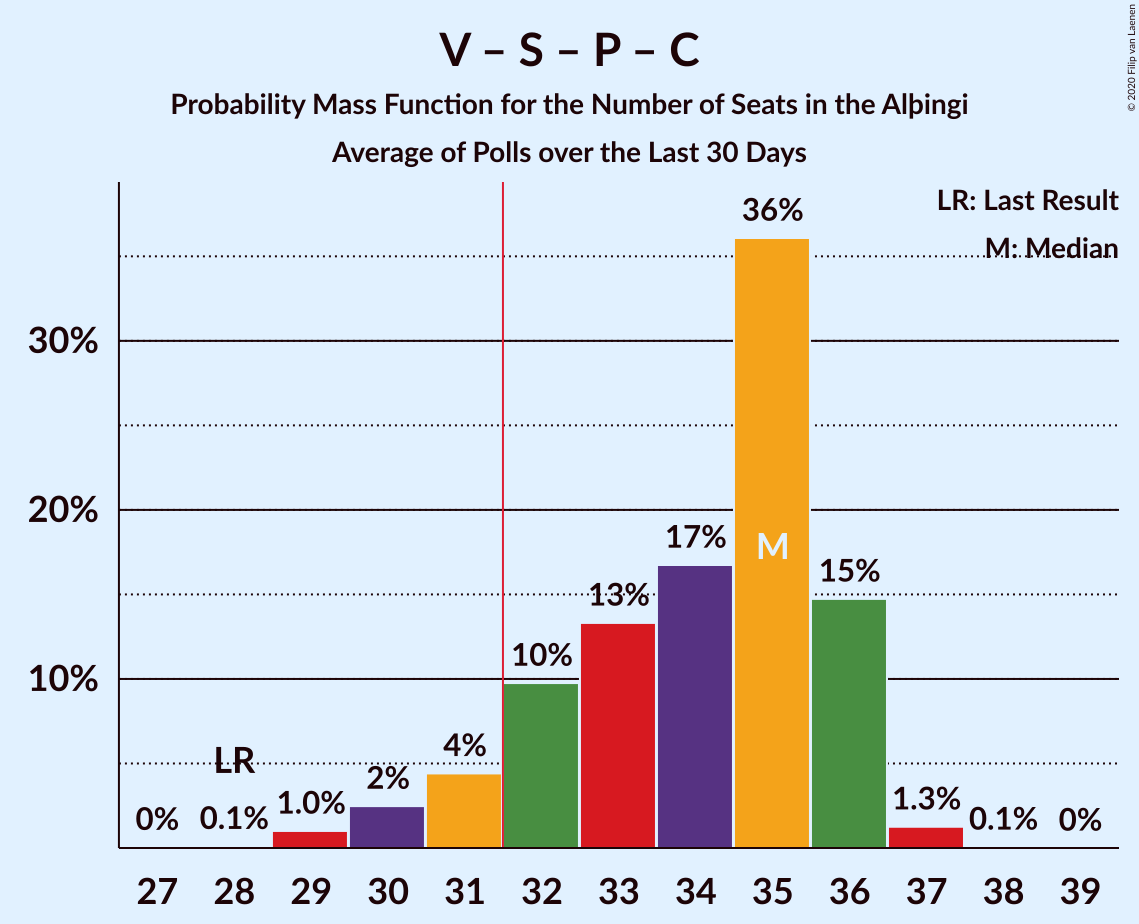 V – S – P – C
Probability Mass Function for the Number of Seats in the Alþingi
Average of Polls over the Last 30 Days
© 2020 Filip van Laenen
LR: Last Result
M: Median
30%
20%
10%
0%
0.1%
LR
1.0%
2%
4%
10%
13%
17%
36%
M
15%
1.3%
0.1%
0%
27 28 29 30 31 32 33 34 35 36 37 38 39